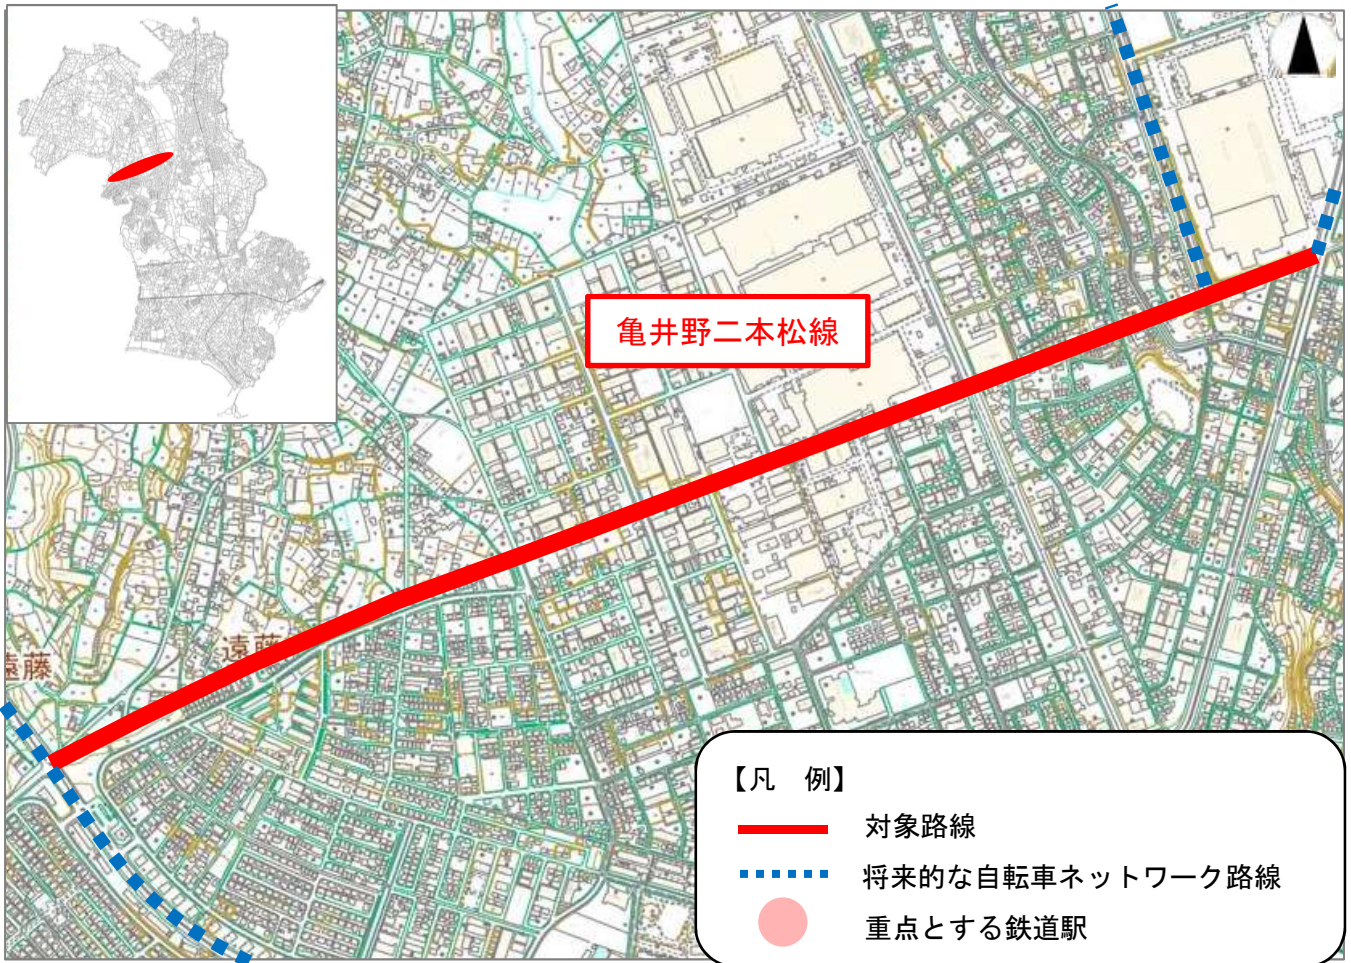 亀井野二本松線
遠藤
遠藤
【凡　例】
対象路線
将来的な自転車ネットワーク路線
重点とする鉄道駅